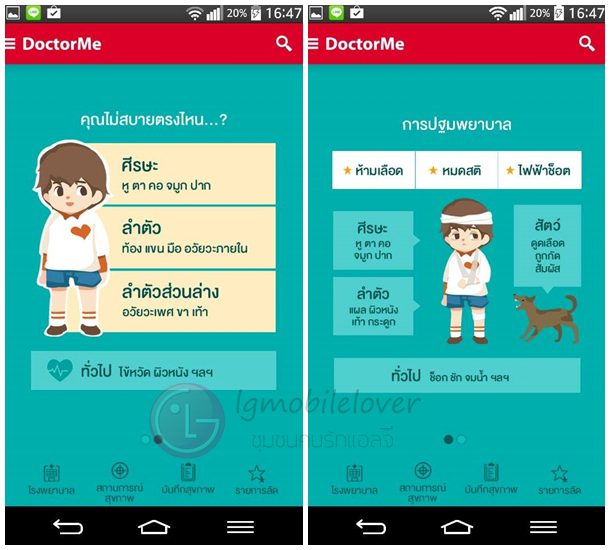 20% 16:47
DoctorMe
คุณไม่สบายตรงไหน...?
ศีรษะ
หู ตา คอ จมูก ปาก
ลำตัว
ท้อง แขน มือ อวัยวะภายใน
ลำตัวส่วนล่าง
อวัยวะเพศ ขา เท้า
ทั่วไป ไข้หวัด ผิวหนัง ฯลฯ
โรงพยาบาล
สถานการณ์
สุขภาพ
บันทึกสุขภาพ
รายการลัด
20% 16:47
DoctorMe
การปฐมพยาบาล
ห้ามเลือด
หมดสติ
ไฟฟ้าช็อต
ศีรษะ
หู ตา คอ
จมูก ปาก
ลำตัว
แผล ผิวหนัง
เท้า กระดูก
สัตว์
ดูดเลือด
ถูกกัด
สัมผัส
ทั่วไป ช็อก ชัก จมน้ำ ฯลฯ
โรงพยาบาล
สถานการณ์
สุขภาพ
บันทึกสุขภาพ
รายการลัด
LG lgmobilelover
ชุมชนคนรักแอลจี